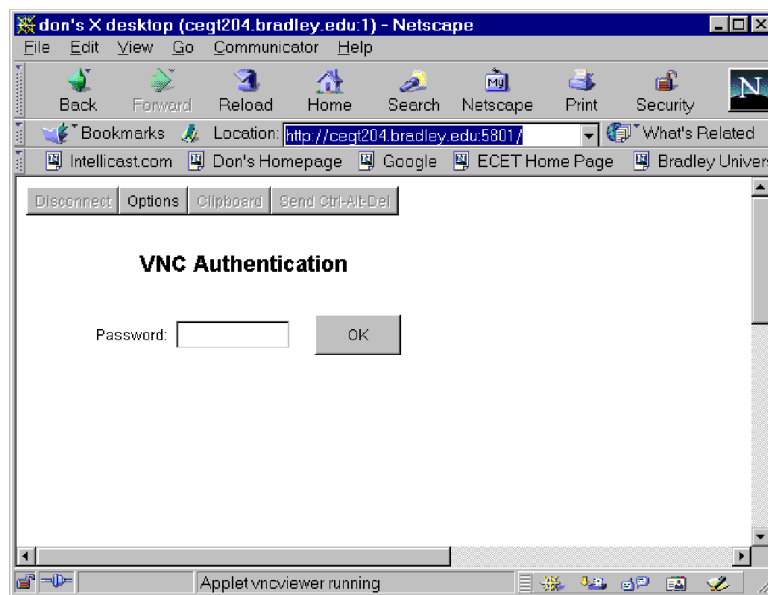 don's X desktop (cegt204.bradley.edu:1) - Netscape
File Edit View Go Communicator Help
Back Forward Reload Home Search Netscape Print Security
Bookmarks Location: http://cegt204.bradley.edu:5801/ What's Related
Intellicast.com Don's Homepage Google ECET Home Page Bradley Univers
Disconnect Options Clipboard Send Ctrl-Alt-Del
VNC Authentication
Password: OK
Applet vncviewer running